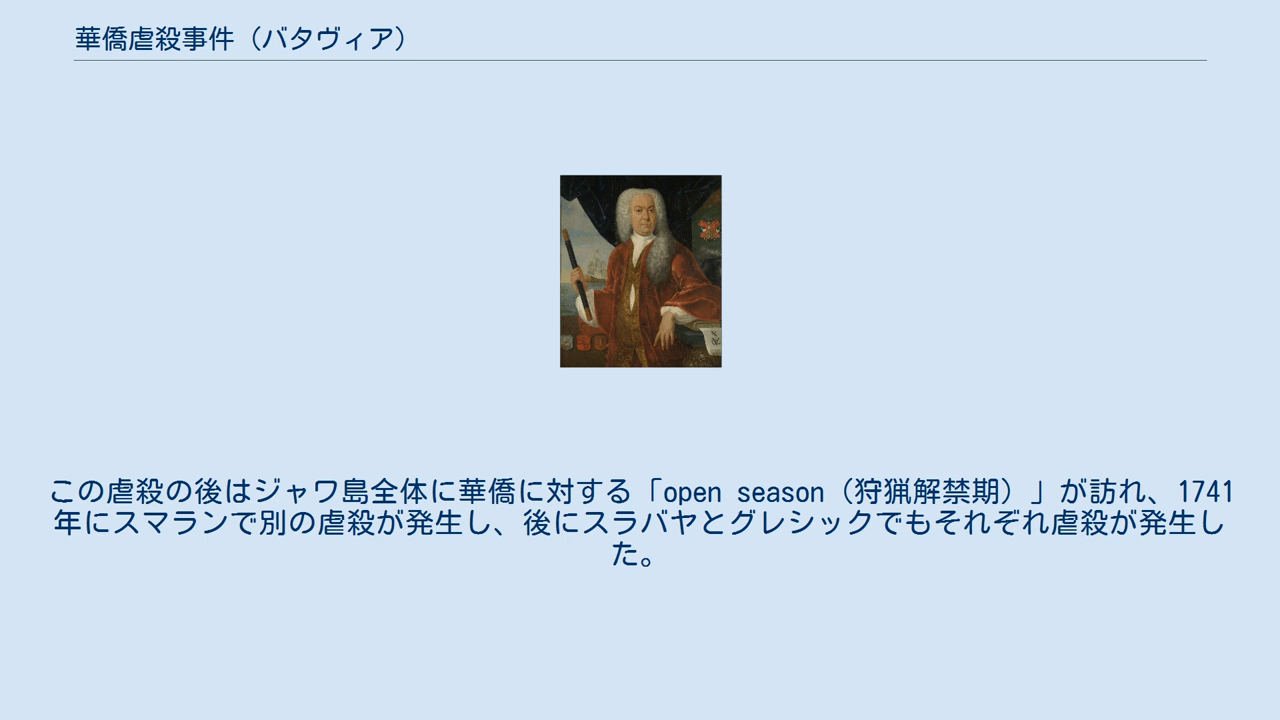 華僑虐殺事件（バタヴィア）
この虐殺の後はジャワ島全体に華僑に対する「open season（狩猟解禁期）」が訪れ、1741
年にスマランで別の虐殺が発生し、後にスラバヤとグレシックでもそれぞれ虐殺が発生し
た。